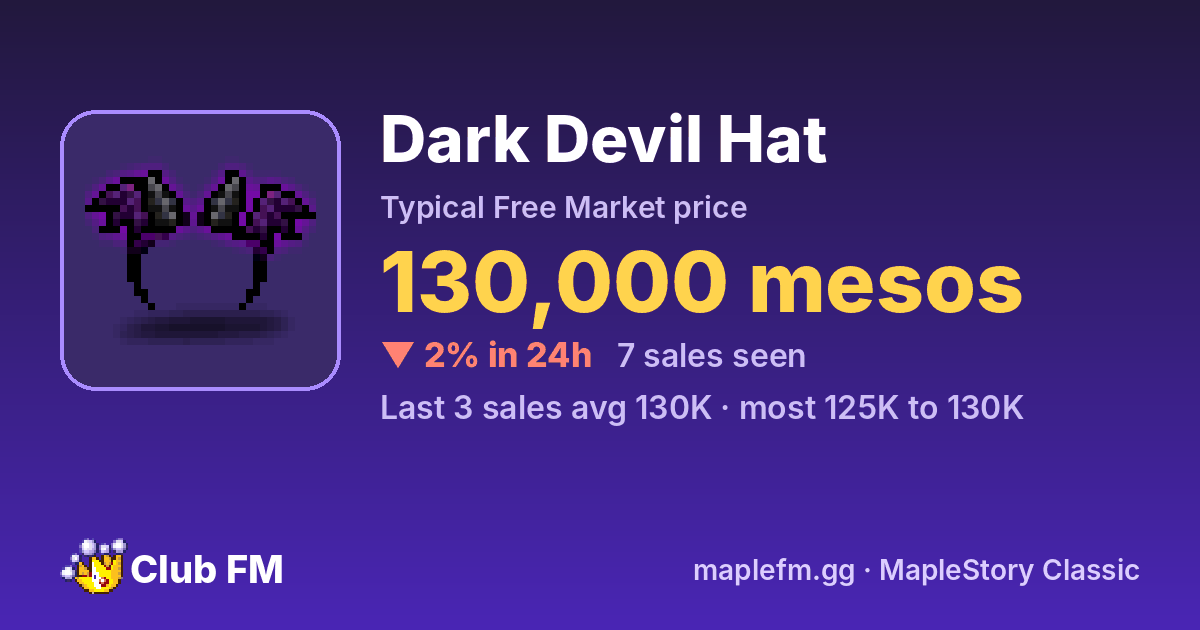 Dark Devil Hat
Typical Free Market price
130,000 mesos
▼ 2% in 24h 7 sales seen
Last 3 sales avg 130K · most 125K to 130K
Club FM
maplefm.gg · MapleStory Classic